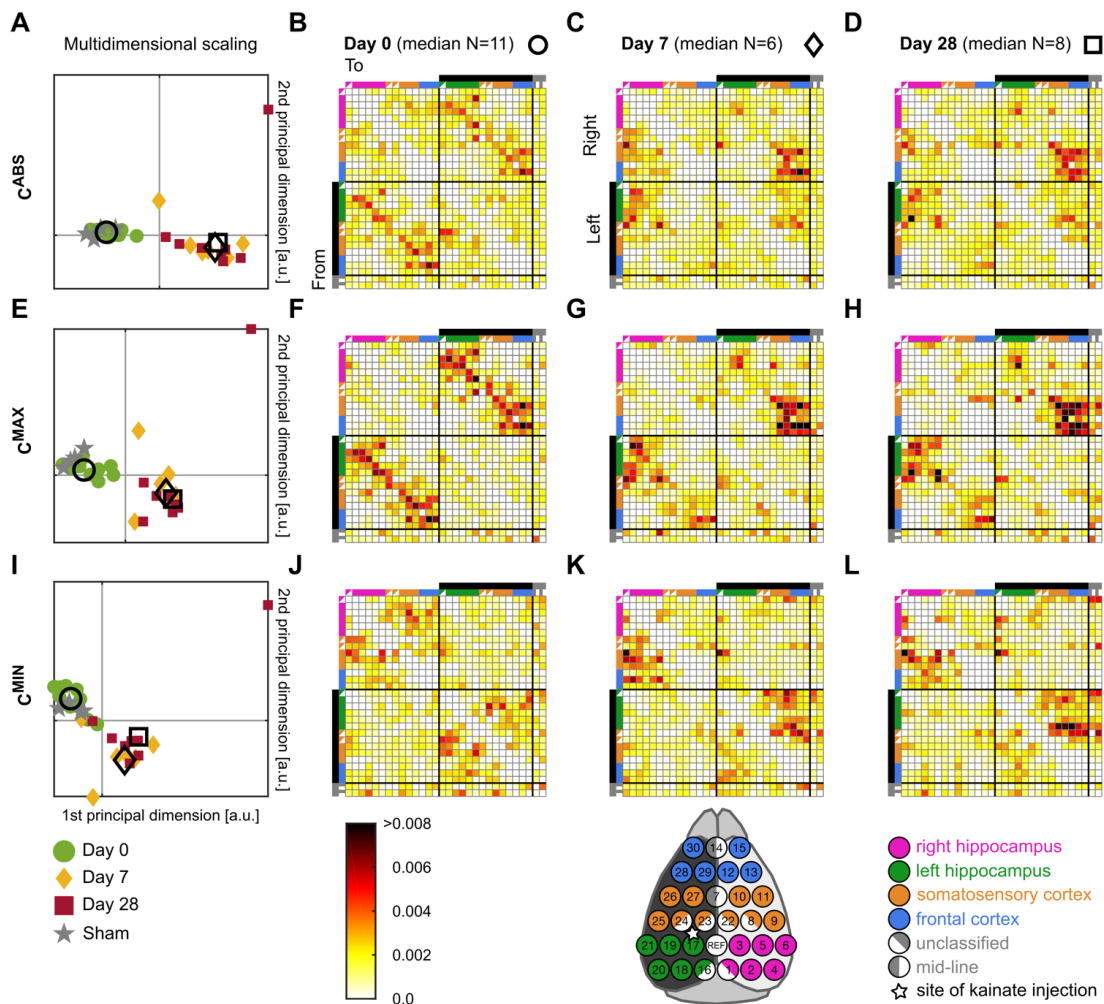 A
B
C
D
Multidimensional scaling
Day 0 (median N=11)
Day 7 (median N=6)
Day 28 (median N=8)
To
2nd principal dimension [a.u.]
C^ABS
From
Right
Left
E
F
G
H
2nd principal dimension [a.u.]
C^MAX
I
J
K
L
2nd principal dimension [a.u.]
C^MIN
1st principal dimension [a.u.]
Day 0
Day 7
Day 28
Sham
>0.008
0.006
0.004
0.002
0.0
30 14 15
28 29 12 13
26 27 7 10 11
25 24 23 22 8 9
21 19 17 REF 3 5 6
20 18 16 1 2 4
right hippocampus
left hippocampus
somatosensory cortex
frontal cortex
unclassified
mid-line
site of kainate injection